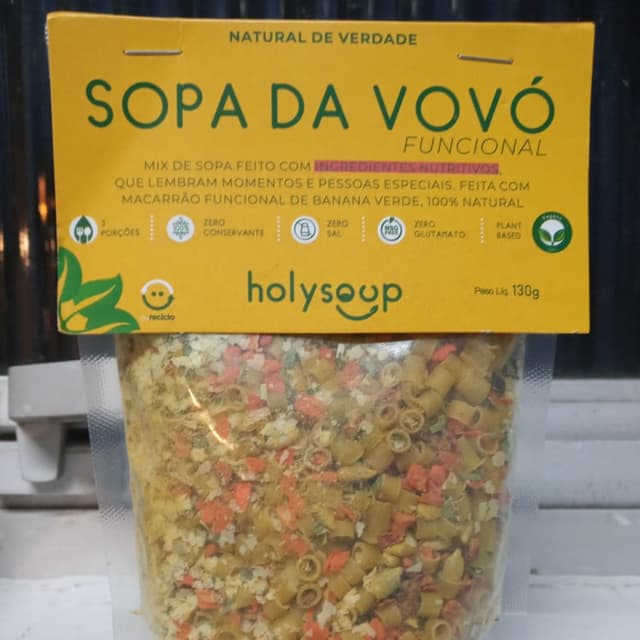 NATURAL DE VERDADE
SOPA DA VOVÓ
FUNCIONAL
MIX DE SOPA FEITO COM INGREDIENTES NUTRITIVOS,
QUE LEMBRAM MOMENTOS E PESSOAS ESPECIAIS. FEITA COM
MACARRÃO FUNCIONAL DE BANANA VERDE, 100% NATURAL
3 PORÇÕES
ZERO CONSERVANTE
ZERO SAL
ZERO GLUTAMATO
PLANT BASED
holysoup
Peso Líq. 130g